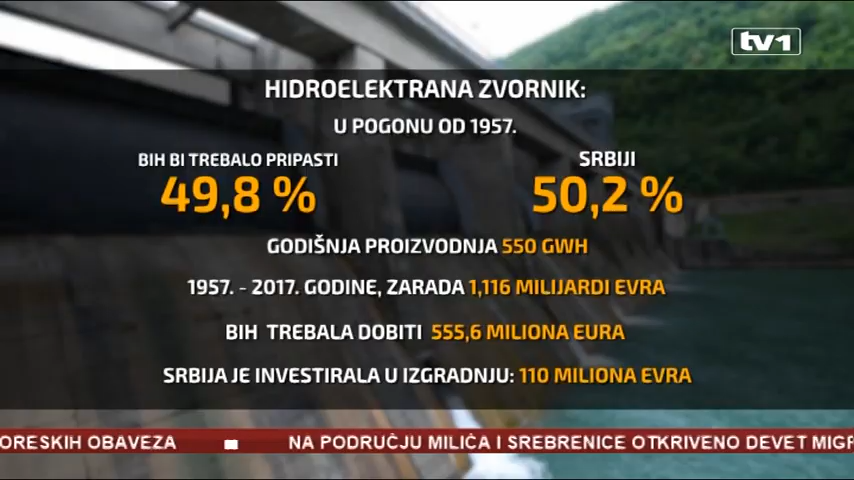 tv1
HIDROELEKTRANA ZVORNIK:
U POGONU OD 1957.
BIH BI TREBALO PRIPASTI
49,8 %
SRBIJI
50,2 %
GODIŠNJA PROIZVODNJA 550 GWH
1957. - 2017. GODINE, ZARADA 1,116 MILIJARDI EVRA
BIH TREBALA DOBITI 555,6 MILIONA EURA
SRBIJA JE INVESTIRALA U IZGRADNJU: 110 MILIONA EVRA
ORESKIH OBAVEZA NA PODRUČJU MILIĆA I SREBRENICE OTKRIVENO DEVET MIGR